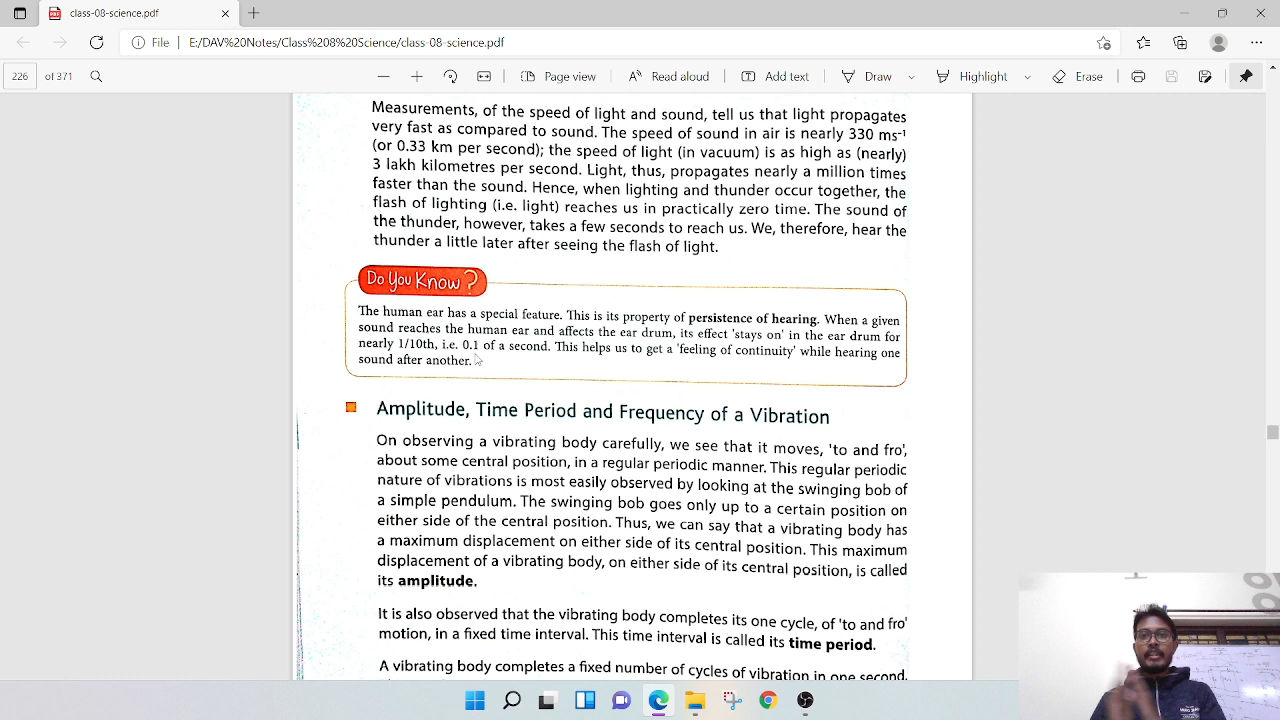 class-08-science.pdf
File | E:/DAV%20Notes/Class%208%20Science/class-08-science.pdf
226 of 371 Page view Read aloud Add text Draw Highlight Erase
Measurements, of the speed of light and sound, tell us that light propagates
very fast as compared to sound. The speed of sound in air is nearly 330 ms⁻¹
(or 0.33 km per second); the speed of light (in vacuum) is as high as (nearly)
3 lakh kilometres per second. Light, thus, propagates nearly a million times
faster than the sound. Hence, when lighting and thunder occur together, the
flash of lighting (i.e. light) reaches us in practically zero time. The sound of
the thunder, however, takes a few seconds to reach us. We, therefore, hear the
thunder a little later after seeing the flash of light.
Do You Know?
The human ear has a special feature. This is its property of persistence of hearing. When a given
sound reaches the human ear and affects the ear drum, its effect 'stays on' in the ear drum for
nearly 1/10th, i.e. 0.1 of a second. This helps us to get a 'feeling of continuity' while hearing one
sound after another.
Amplitude, Time Period and Frequency of a Vibration
On observing a vibrating body carefully, we see that it moves, 'to and fro',
about some central position, in a regular periodic manner. This regular periodic
nature of vibrations is most easily observed by looking at the swinging bob of
a simple pendulum. The swinging bob goes only up to a certain position on
either side of the central position. Thus, we can say that a vibrating body has
a maximum displacement on either side of its central position. This maximum
displacement of a vibrating body, on either side of its central position, is called
its amplitude.
It is also observed that the vibrating body completes its one cycle, of 'to and fro'
motion, in a fixed time interval. This time interval is called its time period.
A vibrating body completes a fixed number of cycles of vibration in one second.